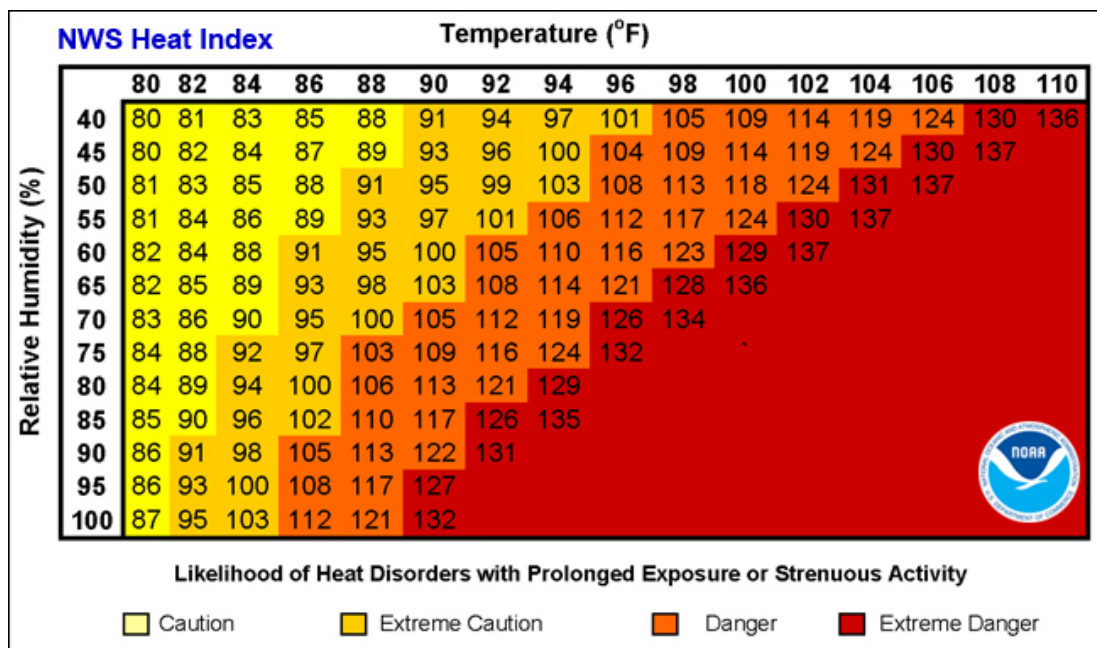 NWS Heat Index
Temperature (°F)
80 82 84 86 88 90 92 94 96 98 100 102 104 106 108 110
Relative Humidity (%)
40 80 81 83 85 88 91 94 97 101 105 109 114 119 124 130 136
45 80 82 84 87 89 93 96 100 104 109 114 119 124 130 137
50 81 83 85 88 91 95 99 103 108 113 118 124 131 137
55 81 84 86 89 93 97 101 106 112 117 124 130 137
60 82 84 88 91 95 100 105 110 116 123 129 137
65 82 85 89 93 98 103 108 114 121 128 136
70 83 86 90 95 100 105 112 119 126 134
75 84 88 92 97 103 109 116 124 132
80 84 89 94 100 106 113 121 129
85 85 90 96 102 110 117 126 135
90 86 91 98 105 113 122 131
95 86 93 100 108 117 127
100 87 95 103 112 121 132
NATIONAL OCEANIC AND ATMOSPHERIC ADMINISTRATION
NOAA
U.S. DEPARTMENT OF COMMERCE
Likelihood of Heat Disorders with Prolonged Exposure or Strenuous Activity
Caution
Extreme Caution
Danger
Extreme Danger